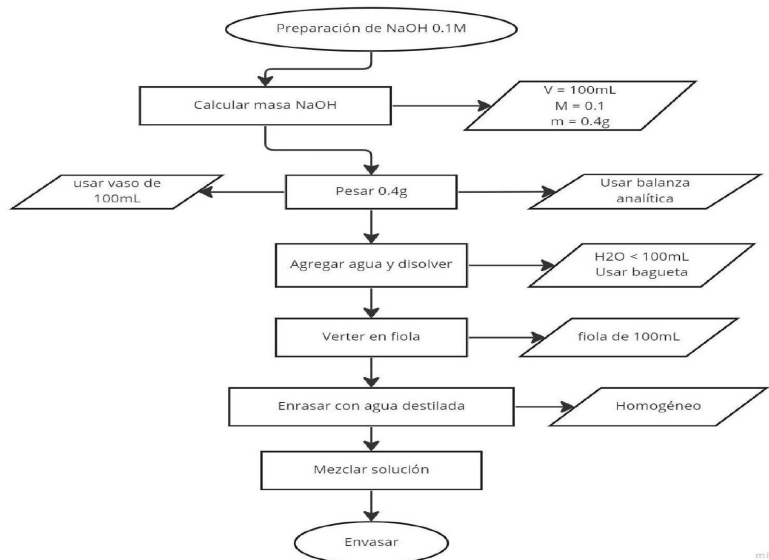 Preparación de NaOH 0.1M
Calcular masa NaOH
V = 100mL
M = 0.1
m = 0.4g
usar vaso de
100mL
Pesar 0.4g
Usar balanza
analítica
Agregar agua y disolver
H2O < 100mL
Usar bagueta
Verter en fiola
fiola de 100mL
Enrasar con agua destilada
Homogéneo
Mezclar solución
Envasar